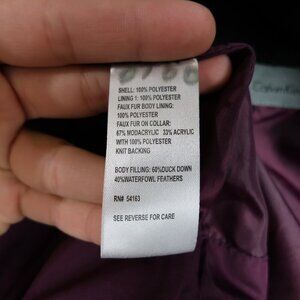 SHELL: 100% POLYESTER
LINING 1: 100% POLYESTER
FAUX FUR BODY LINING:
100% POLYESTER
FAUX FUR ON COLLAR:
67% MODACRYLIC 33% ACRYLIC
WITH 100% POLYESTER
KNIT BACKING
BODY FILLING: 60% DUCK DOWN
40% WATERFOWL FEATHERS
RN# 54163
SEE REVERSE FOR CARE